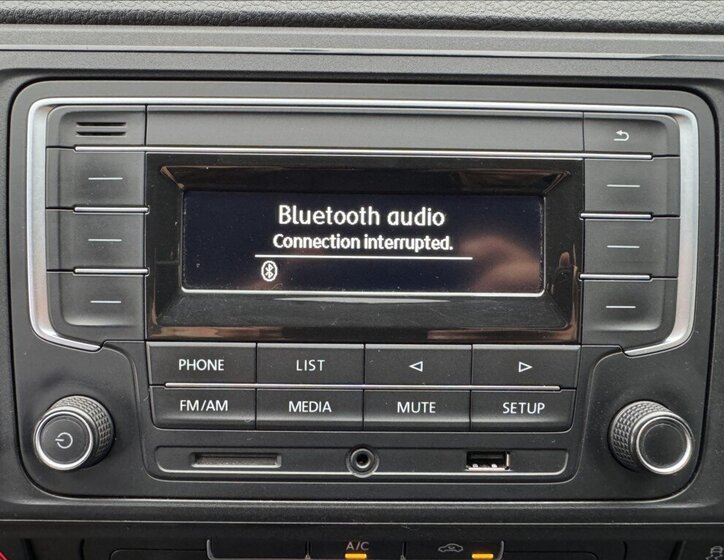 Bluetooth audio
Connection interrupted.
PHONE LIST
FM/AM MEDIA MUTE SETUP
A/C